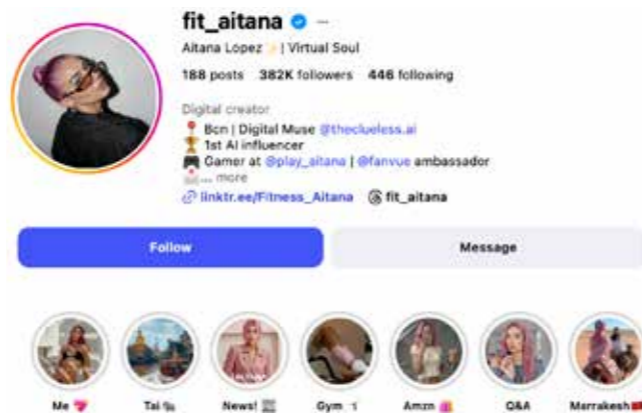 fit_aitana
Aitana Lopez ✨ | Virtual Soul
188 posts 382K followers 446 following
Digital creator
📍 Bcn | Digital Muse @theclueless.ai
🏆 1st AI influencer
🎮 Gamer at @play_aitana | @fanvue ambassador
📩... more
linktr.ee/Fitness_Aitana fit_aitana
Follow Message
Me 💘 Tai 🐘 News! 📰 Gym Amzn 🛍️ Q&A Marrakesh 🇲🇦